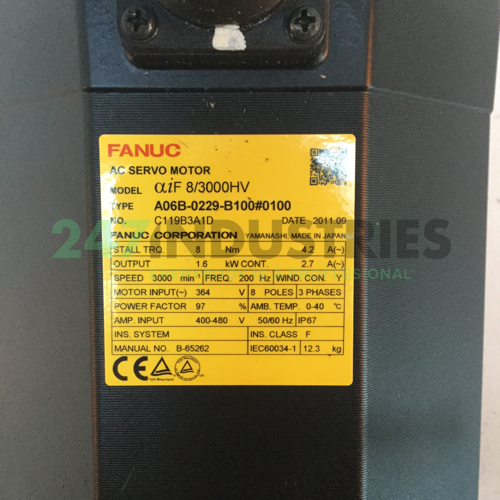 FANUC
AC SERVO MOTOR
MODEL αiF 8/3000HV
TYPE A06B-0229-B100#0100
NO. C119B3A1D DATE 2011.09
FANUC CORPORATION YAMANASHI, MADE IN JAPAN
247 INDUSTRIES
STALL TRQ. 8 Nm 4.2 A(~)
OUTPUT 1.6 kW CONT. 2.7 A(~)
SPEED 3000 min⁻¹ FREQ. 200 Hz WIND. CON. Y
MOTOR INPUT(~) 364 V 8 POLES 3 PHASES
POWER FACTOR 97 % AMB. TEMP. 0-40 °C
AMP. INPUT 400-480 V 50/60 Hz IP67
INS. SYSTEM INS. CLASS F
MANUAL NO. B-65262 IEC60034-1 12.3 kg
CE